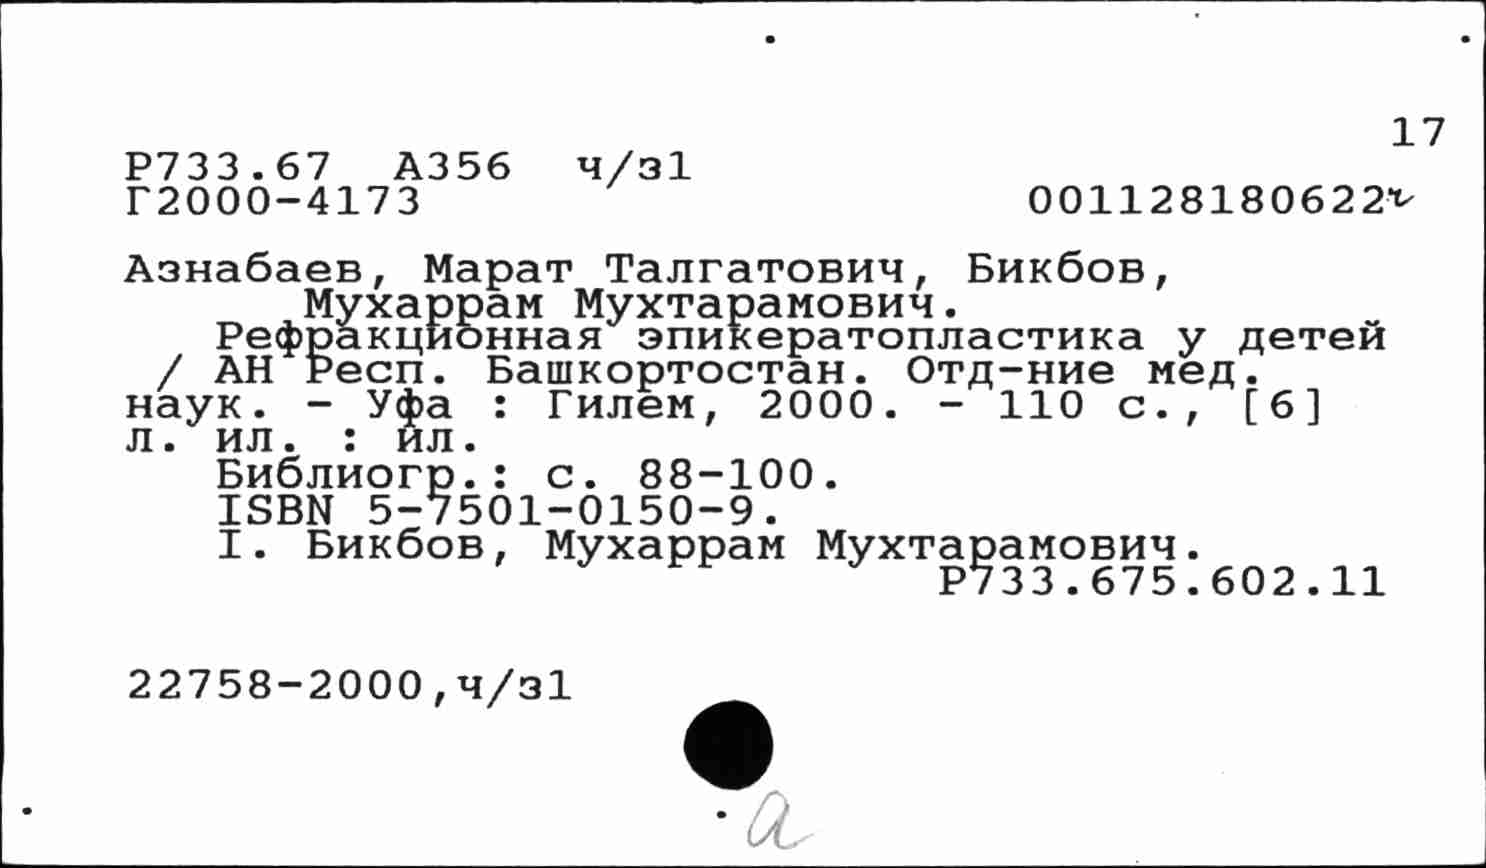 17
Р733.67 А356 ч/з1
Г2000-4173 001128180622
Азнабаев, Марат Талгатович, Бикбов,
Мухаррам Мухтарамович.
Рефракционная эпикератопластика у детей
/ АН Респ. Башкортостан. Отд-ние мед.
наук. - Уфа : Гилем, 2000. - 110 с., [6]
л. ил. : ил.
Библиогр.: с. 88-100.
ISBN 5-7501-0150-9.
I. Бикбов, Мухаррам Мухтарамович.
Р733.675.602.11
22758-2000,ч/з1
a